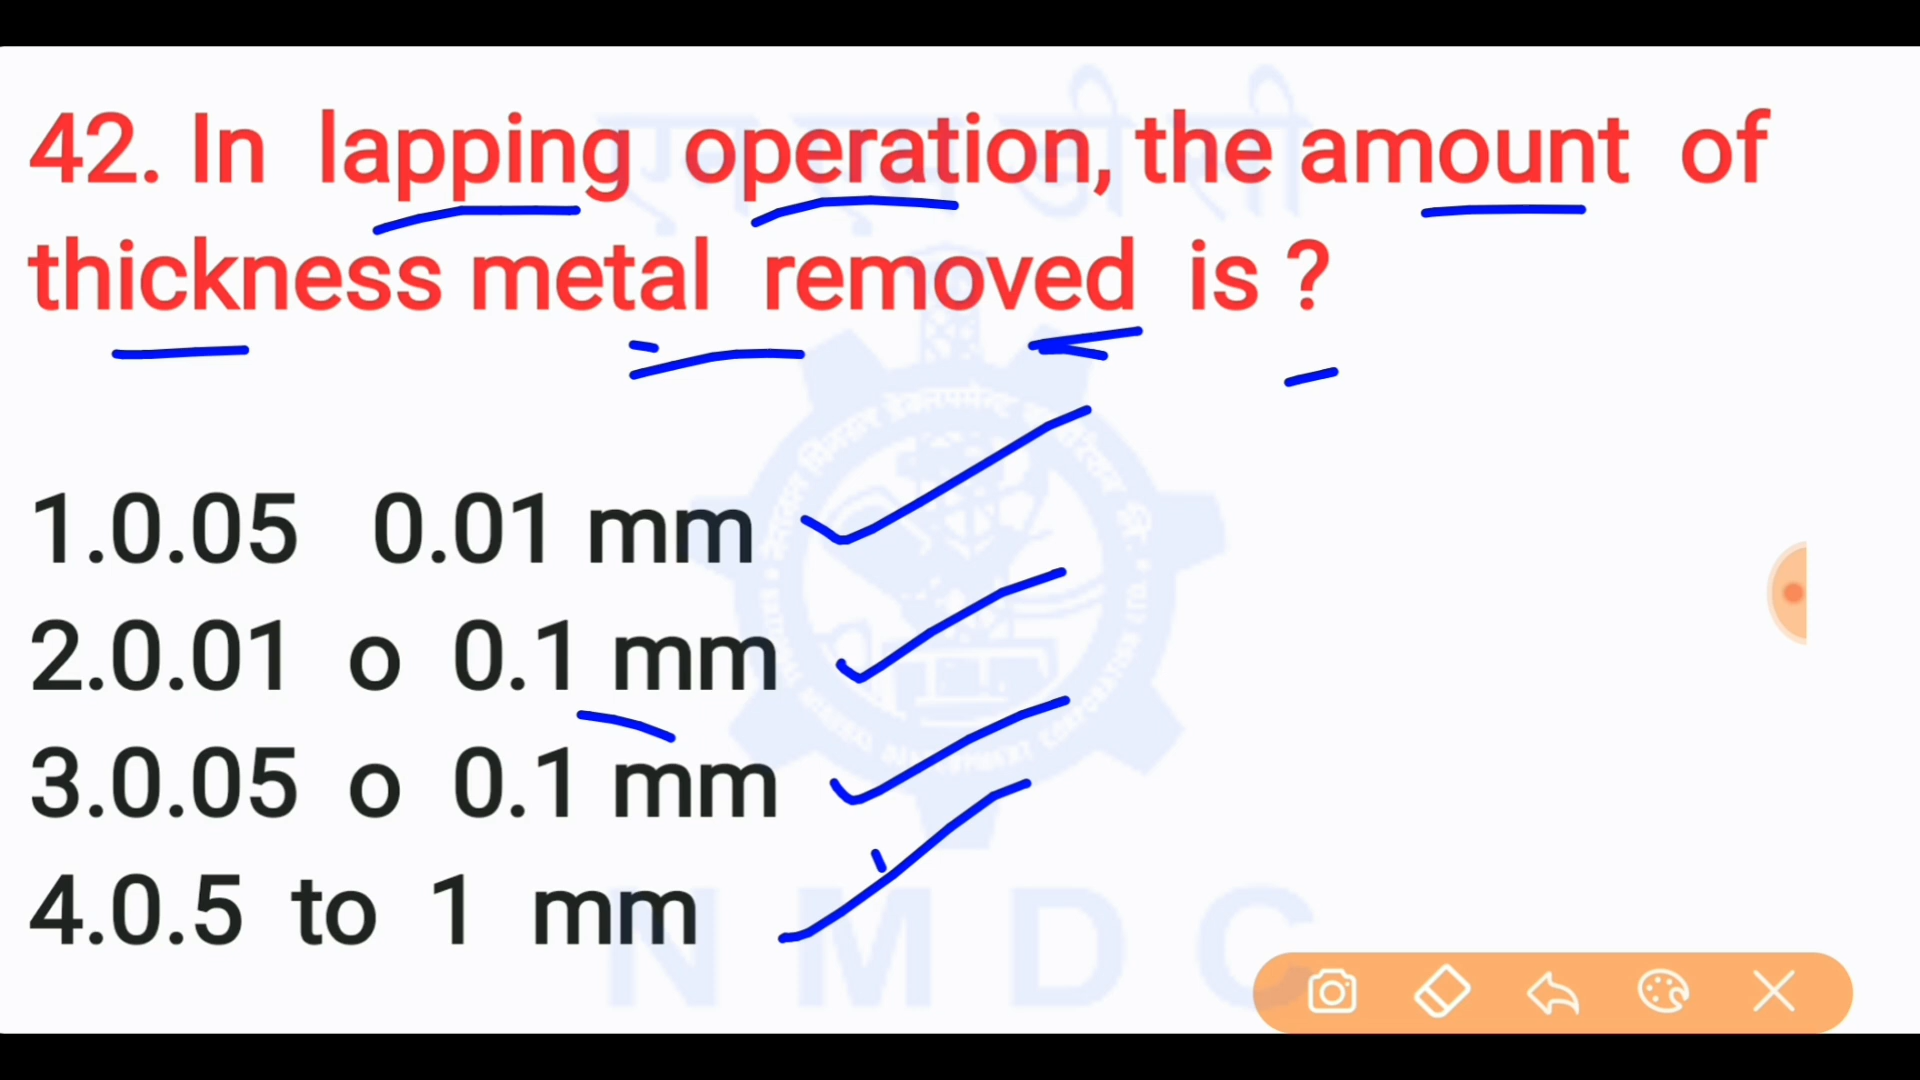 42. In lapping operation, the amount of
thickness metal removed is ?
1.0.05 0.01 mm
2.0.01 o 0.1 mm
3.0.05 o 0.1 mm
4.0.5 to 1 mm
NMDC